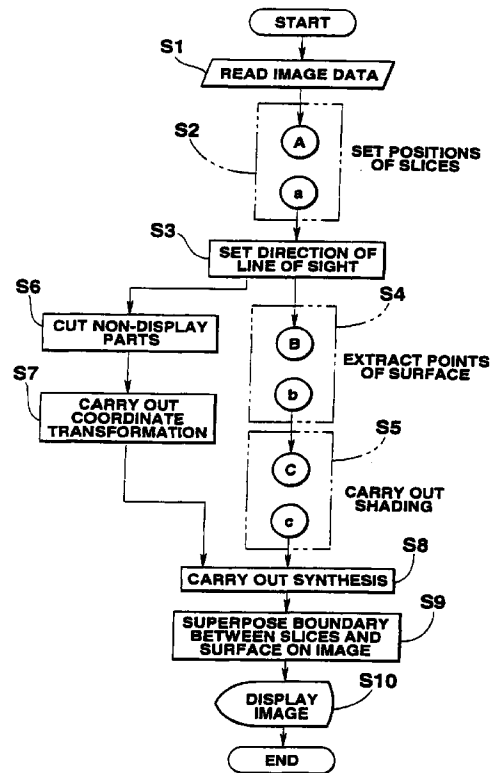 START
S1
READ IMAGE DATA
S2
A
SET POSITIONS
OF SLICES
a
S3
SET DIRECTION OF
LINE OF SIGHT
S6
S4
CUT NON-DISPLAY
PARTS
B
EXTRACT POINTS
OF SURFACE
S7
b
CARRY OUT
COORDINATE
TRANSFORMATION
S5
C
CARRY OUT
SHADING
c
S8
CARRY OUT SYNTHESIS
S9
SUPERPOSE BOUNDARY
BETWEEN SLICES AND
SURFACE ON IMAGE
S10
DISPLAY
IMAGE
END